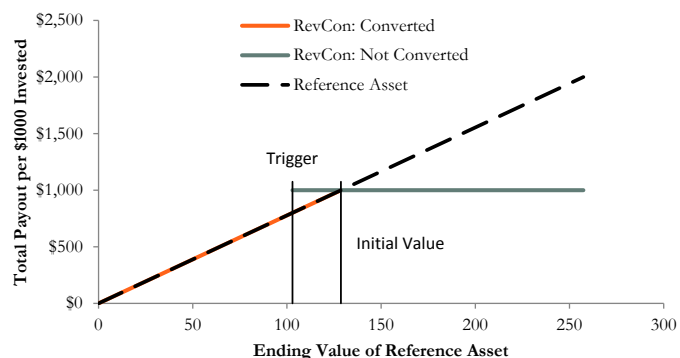 $2,500
$2,000
$1,500
$1,000
$500
$0
Total Payout per $1000 Invested
RevCon: Converted
RevCon: Not Converted
Reference Asset
Trigger
Initial Value
0
50
100
150
200
250
300
Ending Value of Reference Asset